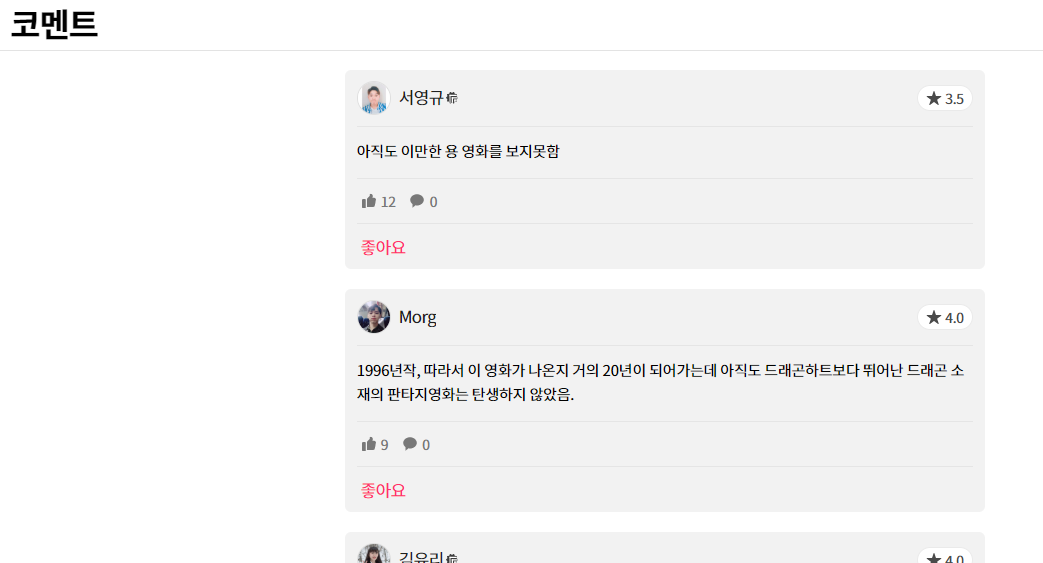 코멘트
서영규
3.5
아직도 이만한 용 영화를 보지못함
12 0
좋아요
Morg
4.0
1996년작, 따라서 이 영화가 나온지 거의 20년이 되어가는데 아직도 드래곤하트보다 뛰어난 드래곤 소
재의 판타지영화는 탄생하지 않았음.
9 0
좋아요
김유리
4.0